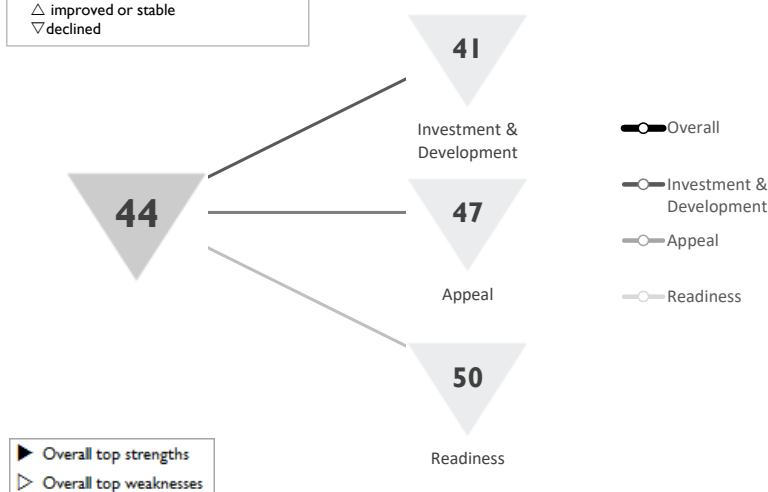 △ improved or stable
▽ declined
41
Investment &
Development
44
47
Appeal
50
Readiness
Overall
Investment &
Development
Appeal
Readiness
▶ Overall top strengths
▷ Overall top weaknesses